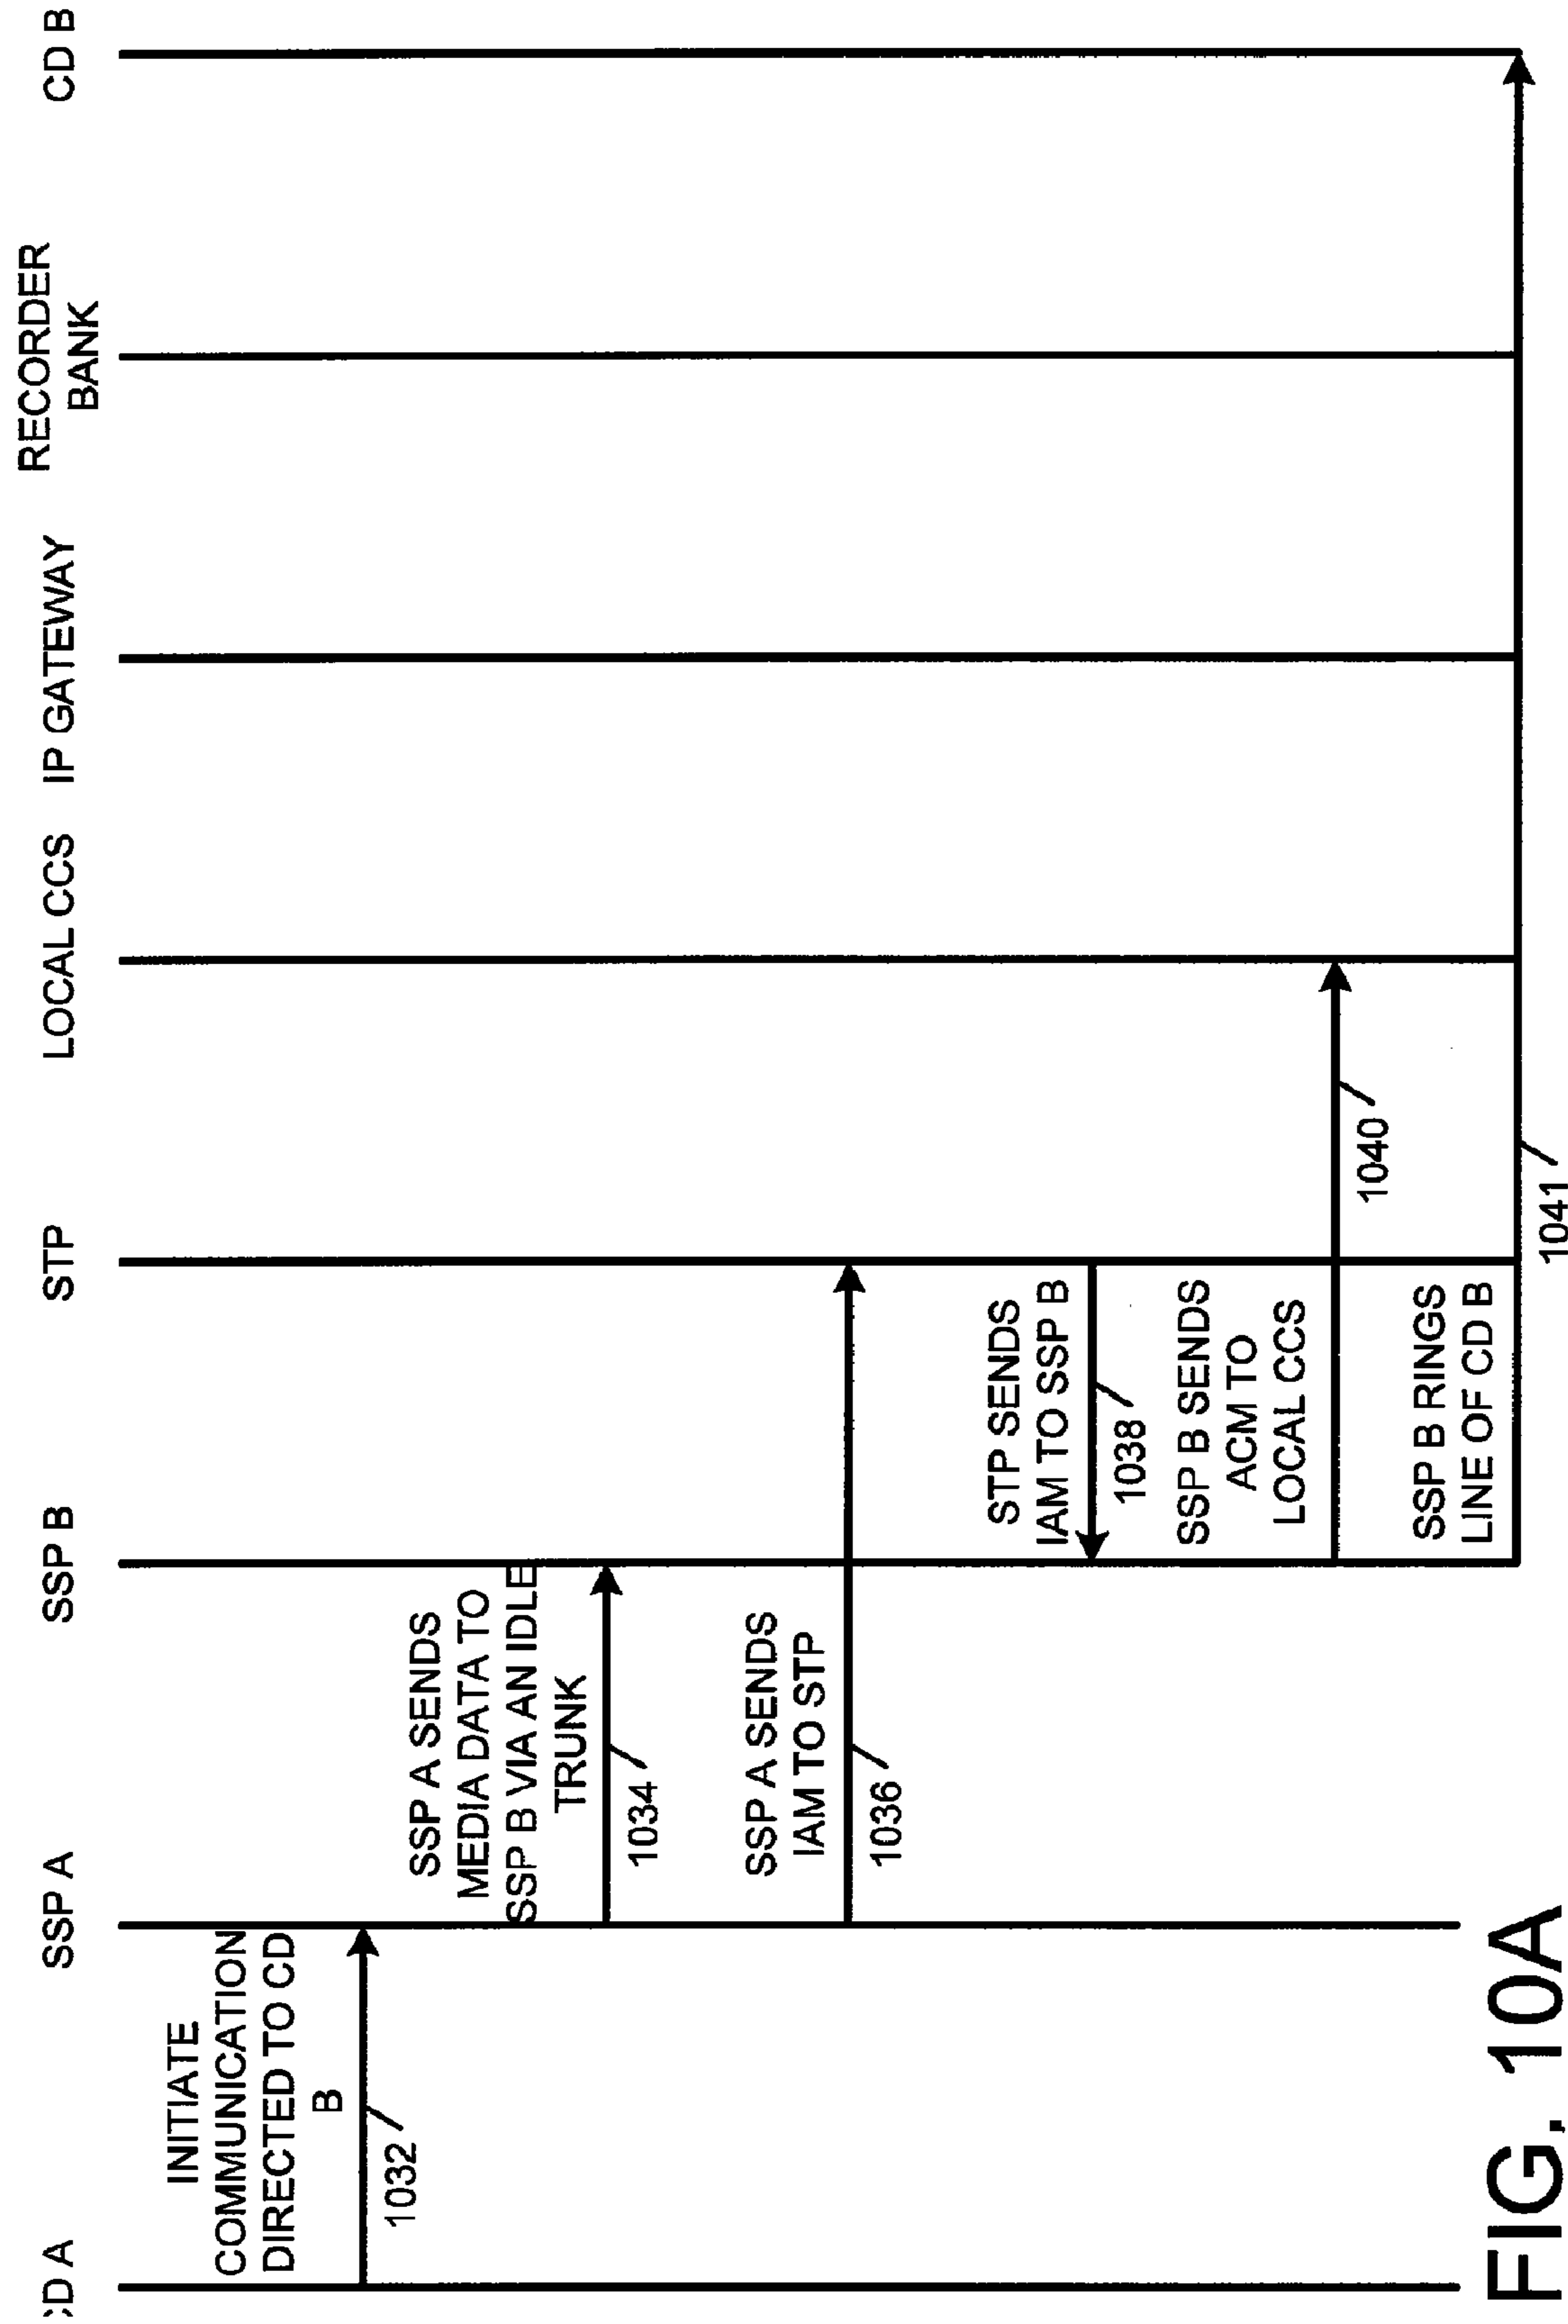 CD A
SSP A
SSP B
STP
LOCAL CCS
IP GATEWAY
RECORDER
BANK
CD B
INITIATE
COMMUNICATION
DIRECTED TO CD
B
1032
SSP A SENDS
MEDIA DATA TO
SSP B VIA AN IDLE
TRUNK
1034
SSP A SENDS
IAM TO STP
1036
STP SENDS
IAM TO SSP B
1038
SSP B SENDS
ACM TO
LOCAL CCS
1040
SSP B RINGS
LINE OF CD B
1041
FIG. 10A